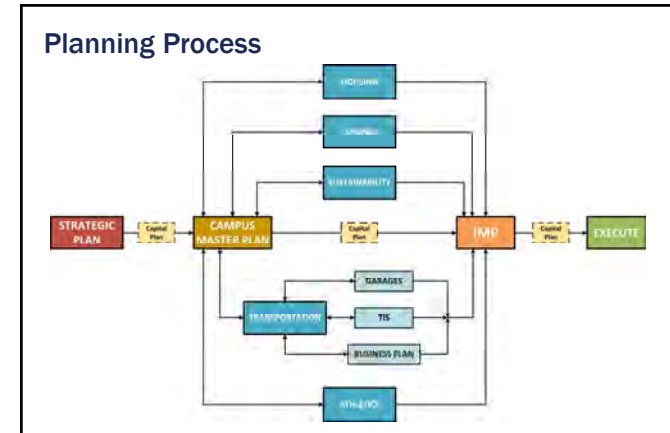 Planning Process
HOUSING
SUSTAINABILITY
STRATEGIC
PLAN
Capital
Plan
CAMPUS
MASTER PLAN
Capital
Plan
IMP
Capital
Plan
EXECUTE
GARAGES
TRANSPORTATION
TIS
BUSINESS PLAN